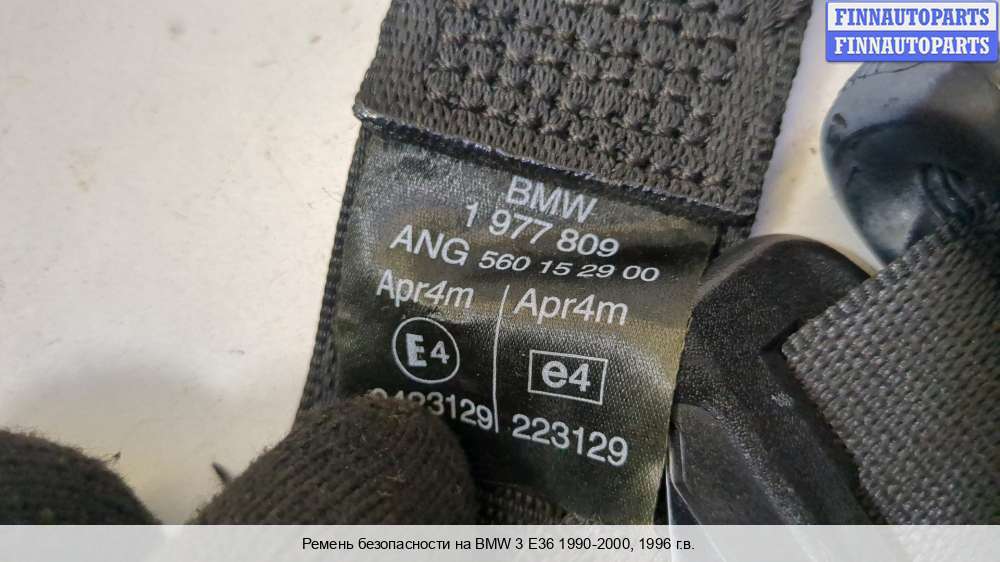 FINNAUTOPARTS
FINNAUTOPARTS
BMW
1 977 809
ANG 560 152 29 00
Apr4m Apr4m
E4 e4
223129
Ремень безопасности на BMW 3 E36 1990-2000, 1996 г.в.